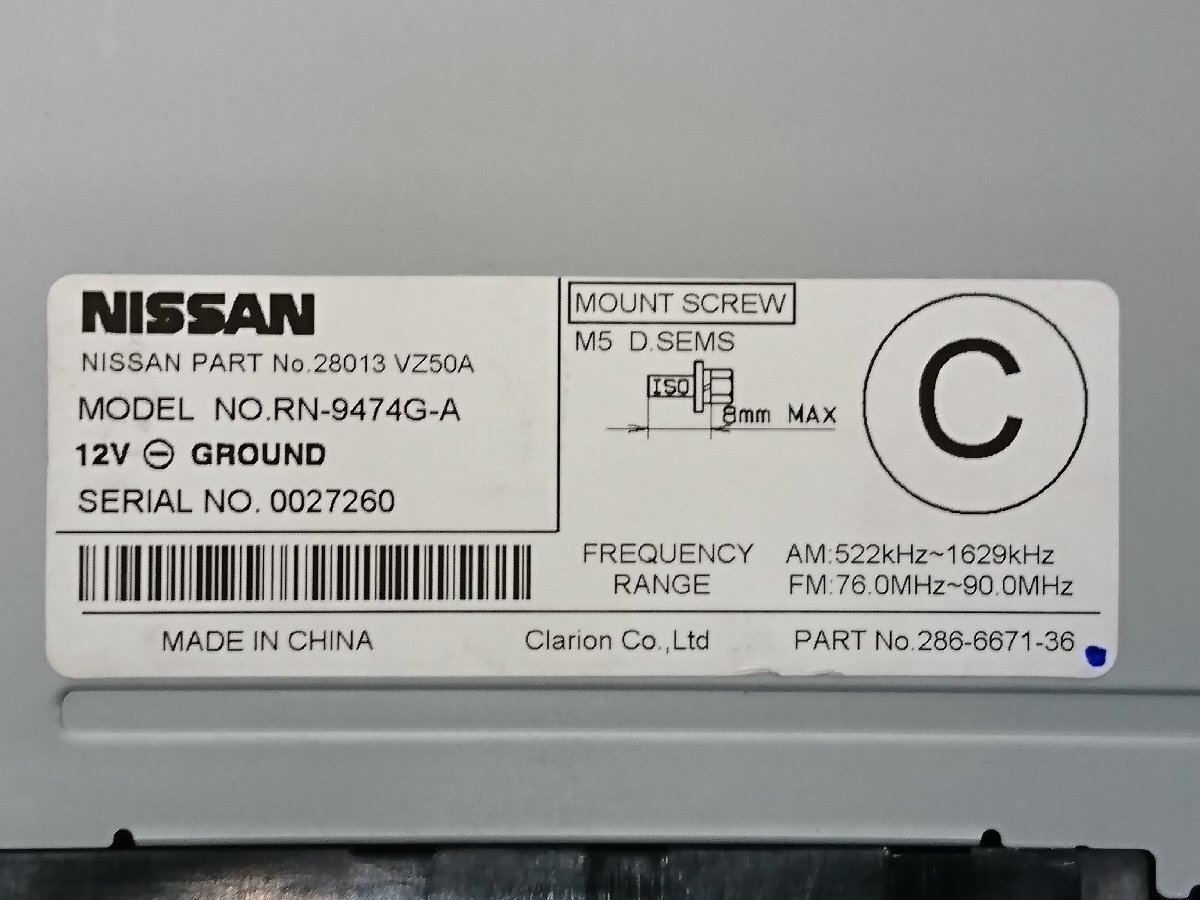 NISSAN
NISSAN PART No.28013 VZ50A
MODEL NO.RN-9474G-A
12V ⊖ GROUND
SERIAL NO. 0027260
MOUNT SCREW
M5 D.SEMS
ISO
8mm MAX
C
FREQUENCY RANGE
AM:522kHz~1629kHz
FM:76.0MHz~90.0MHz
MADE IN CHINA
Clarion Co.,Ltd
PART No.286-6671-36